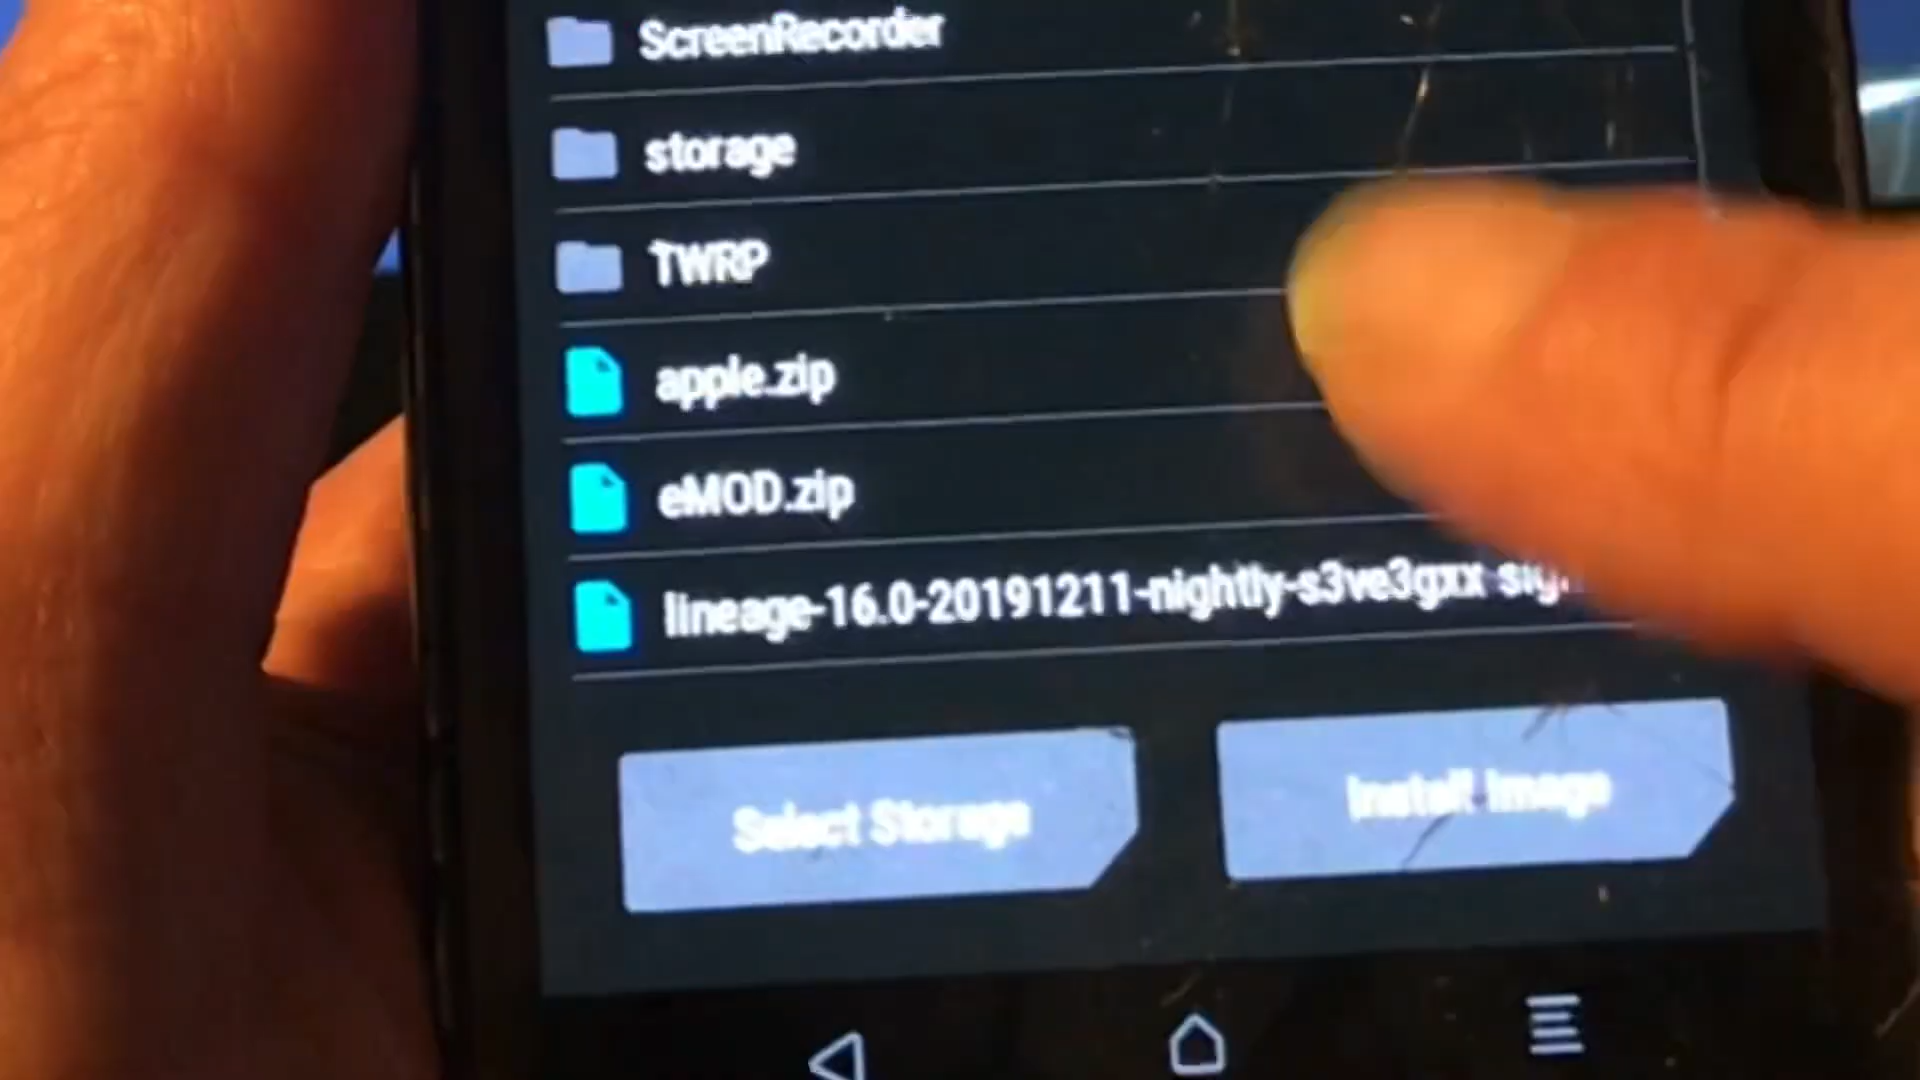 ScreenRecorder
storage
TWRP
apple.zip
eMOD.zip
lineage-16.0-20191211-nightly-s3ve3gxx
Select Storage
Install Image